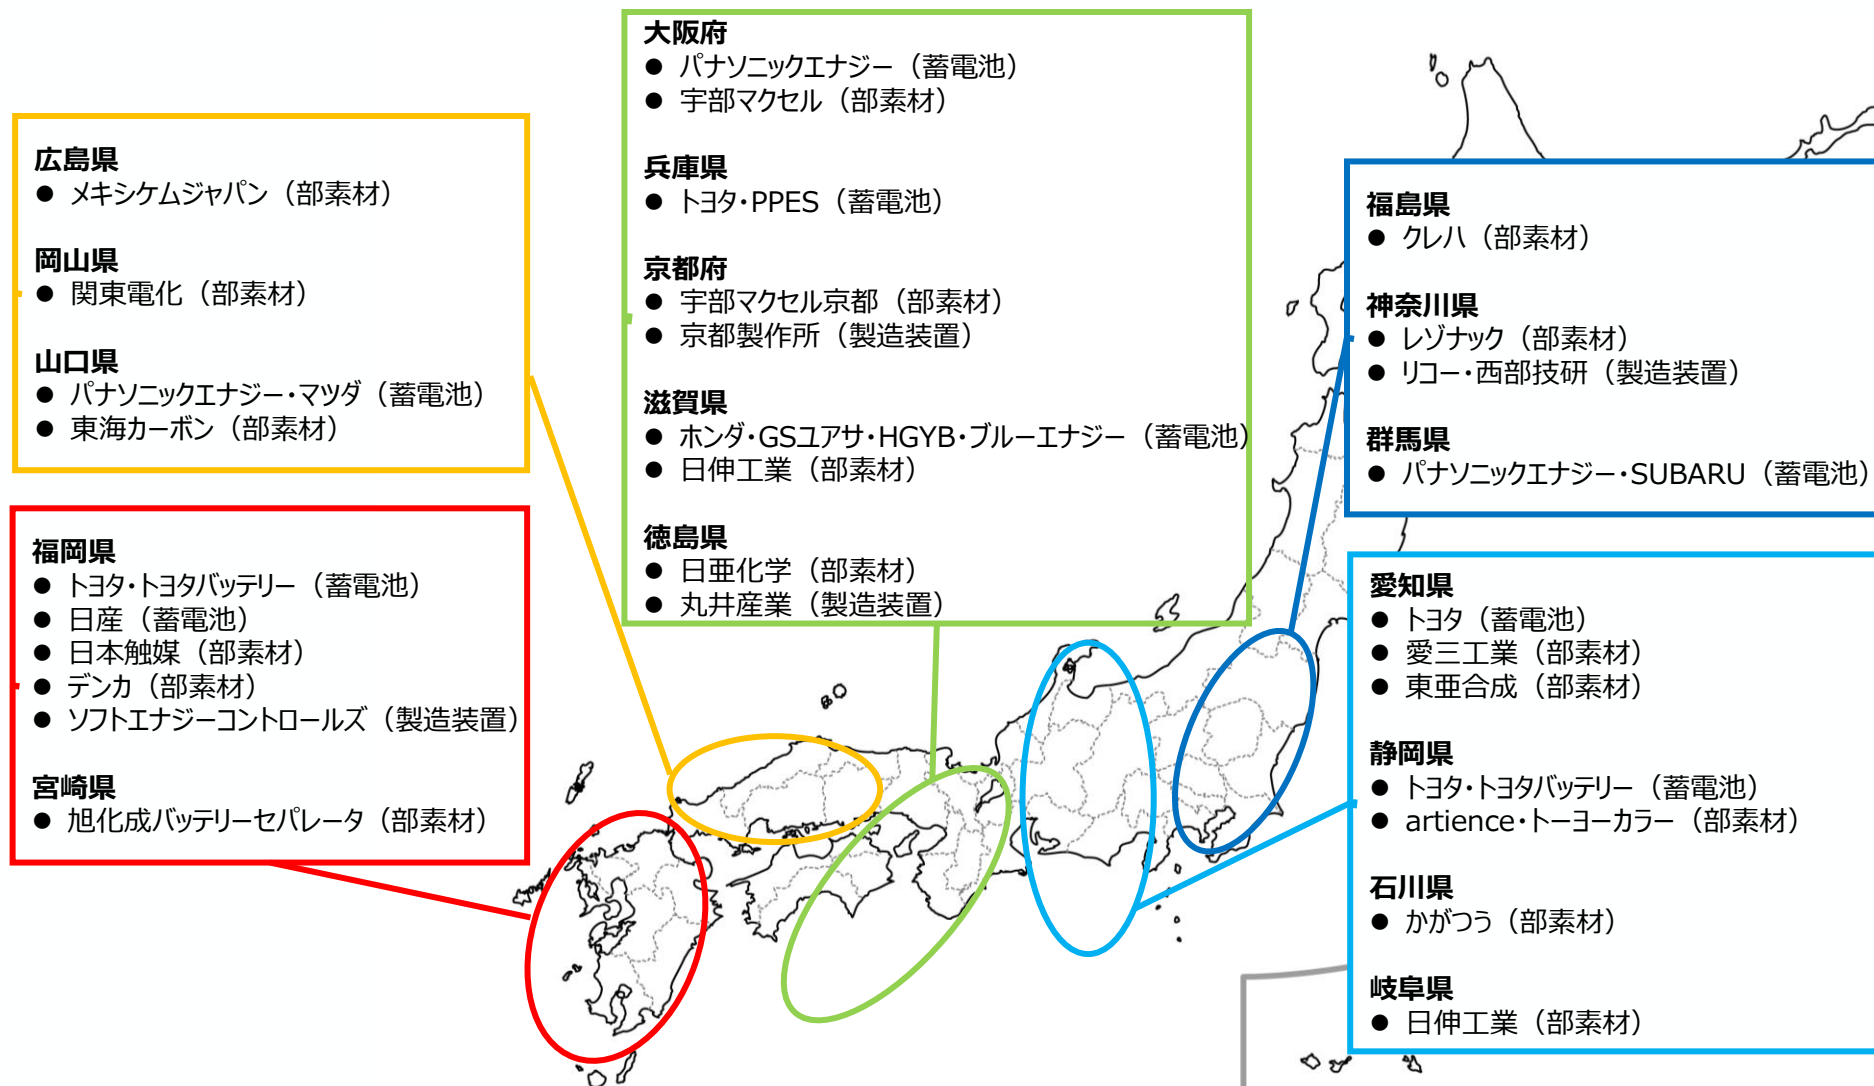 大阪府
● パナソニックエナジー（蓄電池）
● 宇部マクセル（部素材）
兵庫県
● トヨタ・PPES（蓄電池）
京都府
● 宇部マクセル京都（部素材）
● 京都製作所（製造装置）
滋賀県
● ホンダ・GSユアサ・HGYB・ブルーエナジー（蓄電池）
● 日伸工業（部素材）
徳島県
● 日亜化学（部素材）
● 丸井産業（製造装置）
広島県
● メキシケムジャパン（部素材）
岡山県
● 関東電化（部素材）
山口県
● パナソニックエナジー・マツダ（蓄電池）
● 東海カーボン（部素材）
福岡県
● トヨタ・トヨタバッテリー（蓄電池）
● 日産（蓄電池）
● 日本触媒（部素材）
● デンカ（部素材）
● ソフトエナジーコントロールズ（製造装置）
宮崎県
● 旭化成バッテリーセパレータ（部素材）
福島県
● クレハ（部素材）
神奈川県
● レゾナック（部素材）
● リコー・西部技研（製造装置）
群馬県
● パナソニックエナジー・SUBARU（蓄電池）
愛知県
● トヨタ（蓄電池）
● 愛三工業（部素材）
● 東亜合成（部素材）
静岡県
● トヨタ・トヨタバッテリー（蓄電池）
● artience・トーヨーカラー（部素材）
石川県
● かがつう（部素材）
岐阜県
● 日伸工業（部素材）